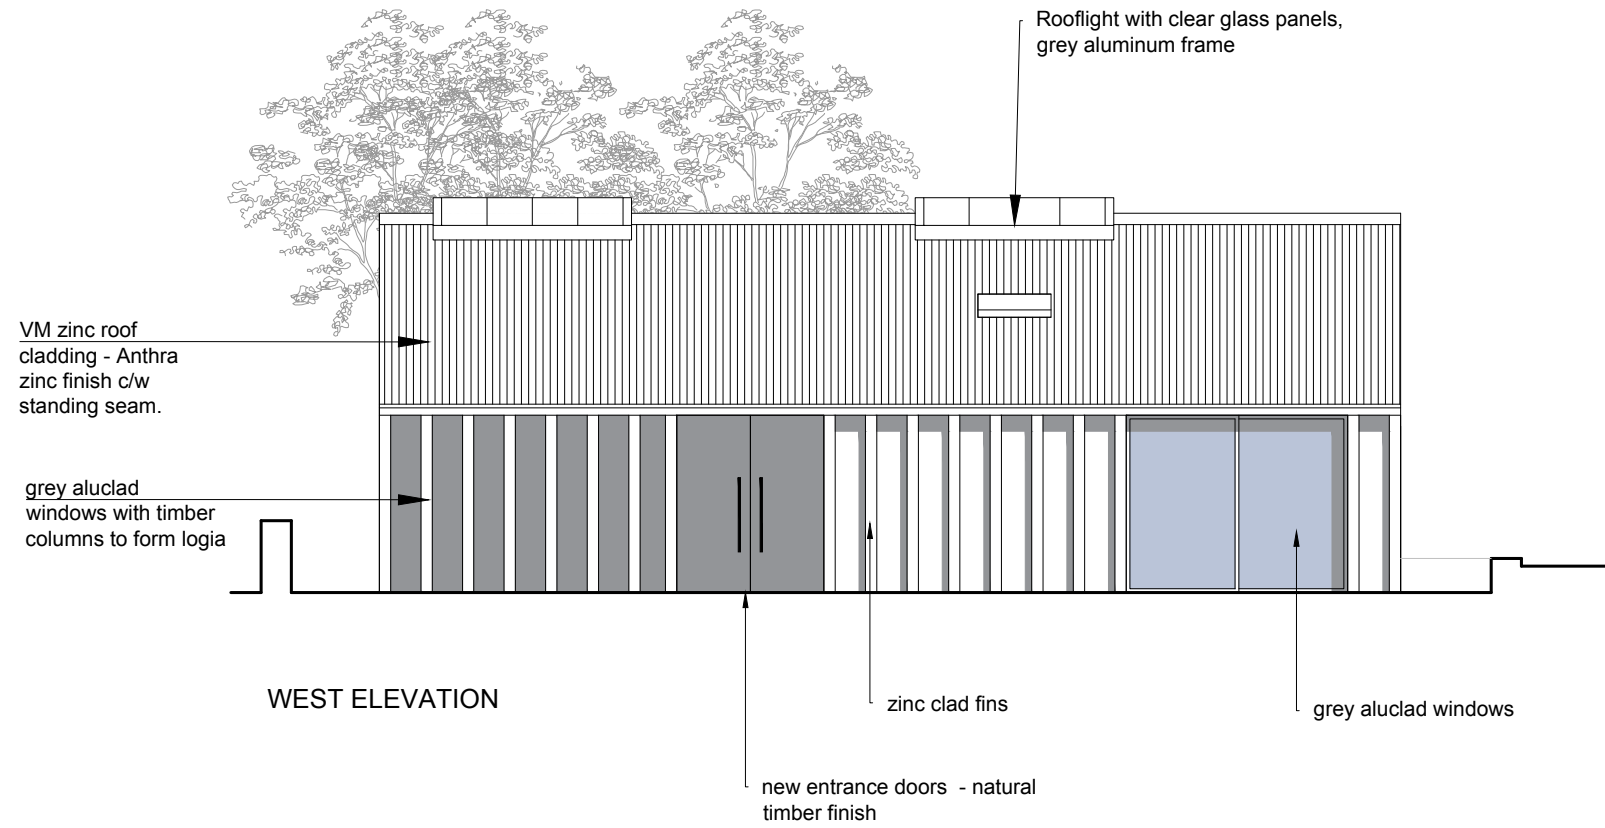 Rooflight with clear glass panels,
grey aluminum frame
VM zinc roof
cladding - Anthra
zinc finish c/w
standing seam.
grey aluclad
windows with timber
columns to form logia
WEST ELEVATION
zinc clad fins
grey aluclad windows
new entrance doors - natural
timber finish